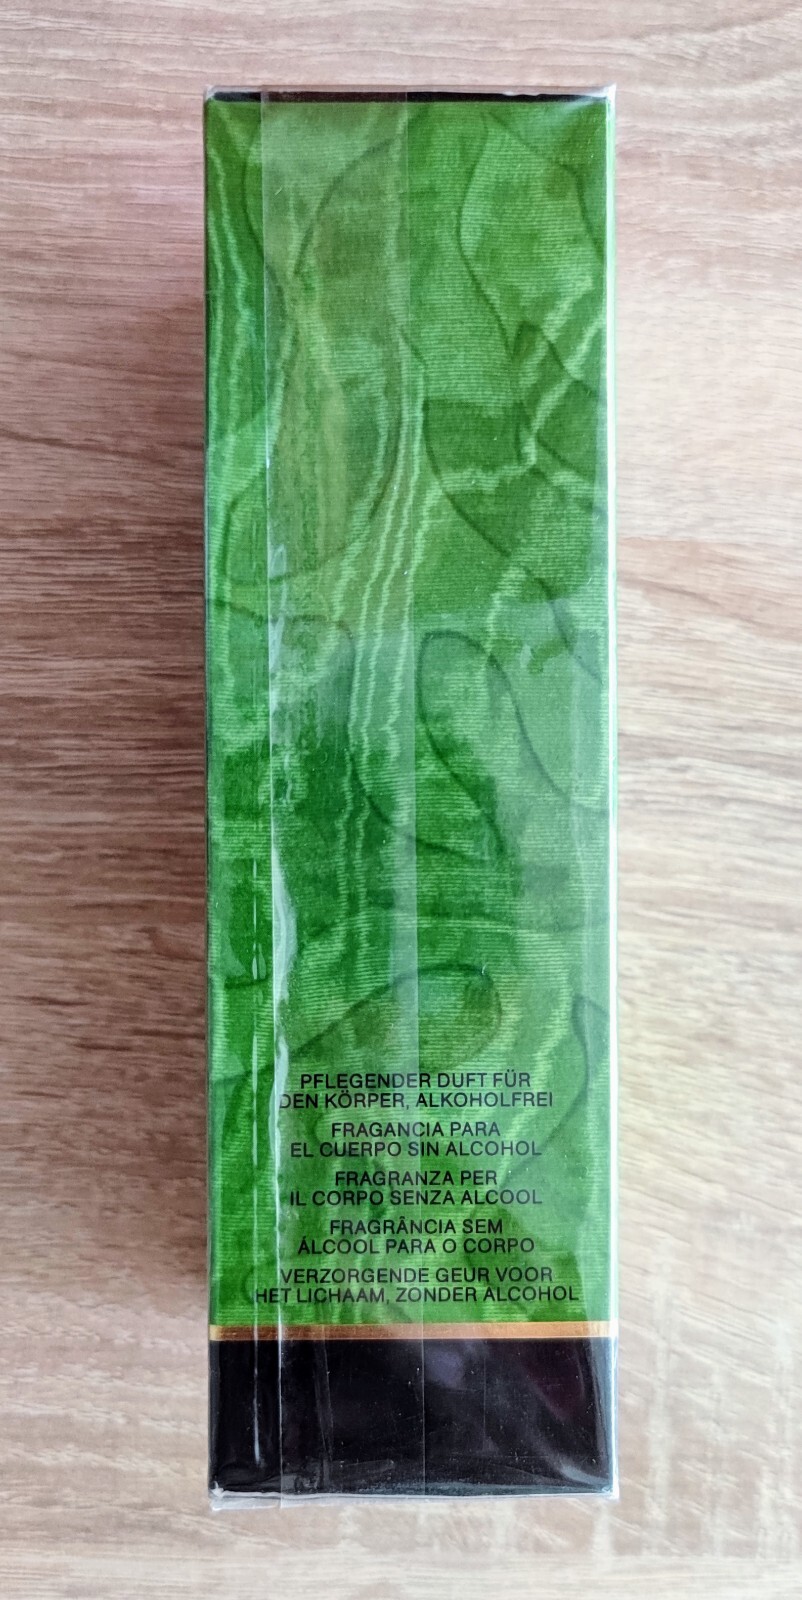 PFLEGENDER DUFT FÜR
DEN KÖRPER, ALKOHOLFREI
FRAGANCIA PARA
EL CUERPO SIN ALCOHOL
FRAGRANZA PER
IL CORPO SENZA ALCOOL
FRAGRÂNCIA SEM
ÁLCOOL PARA O CORPO
VERZORGENDE GEUR VOOR
HET LICHAAM, ZONDER ALCOHOL